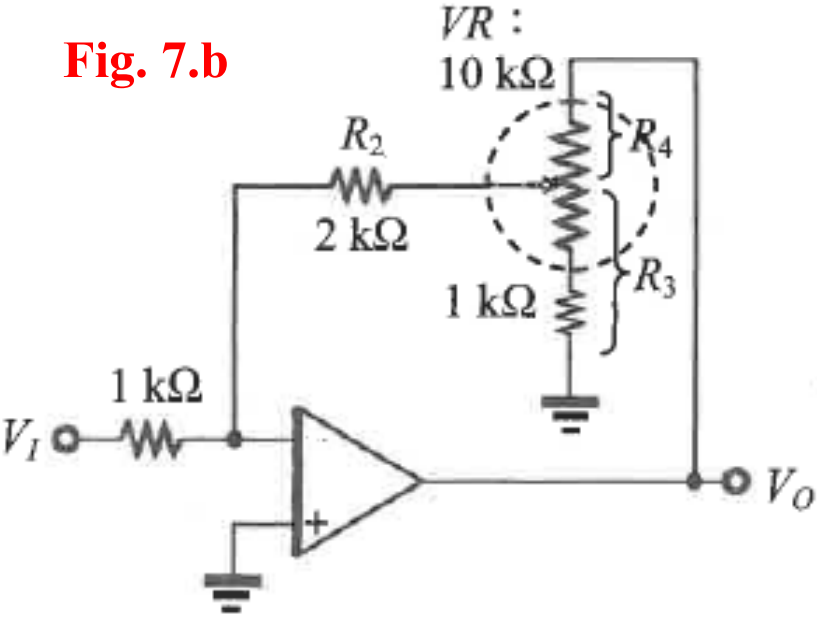 Fig. 7.b
VR :
10 kΩ
R4
R2
2 kΩ
R3
1 kΩ
1 kΩ
VI
+
VO